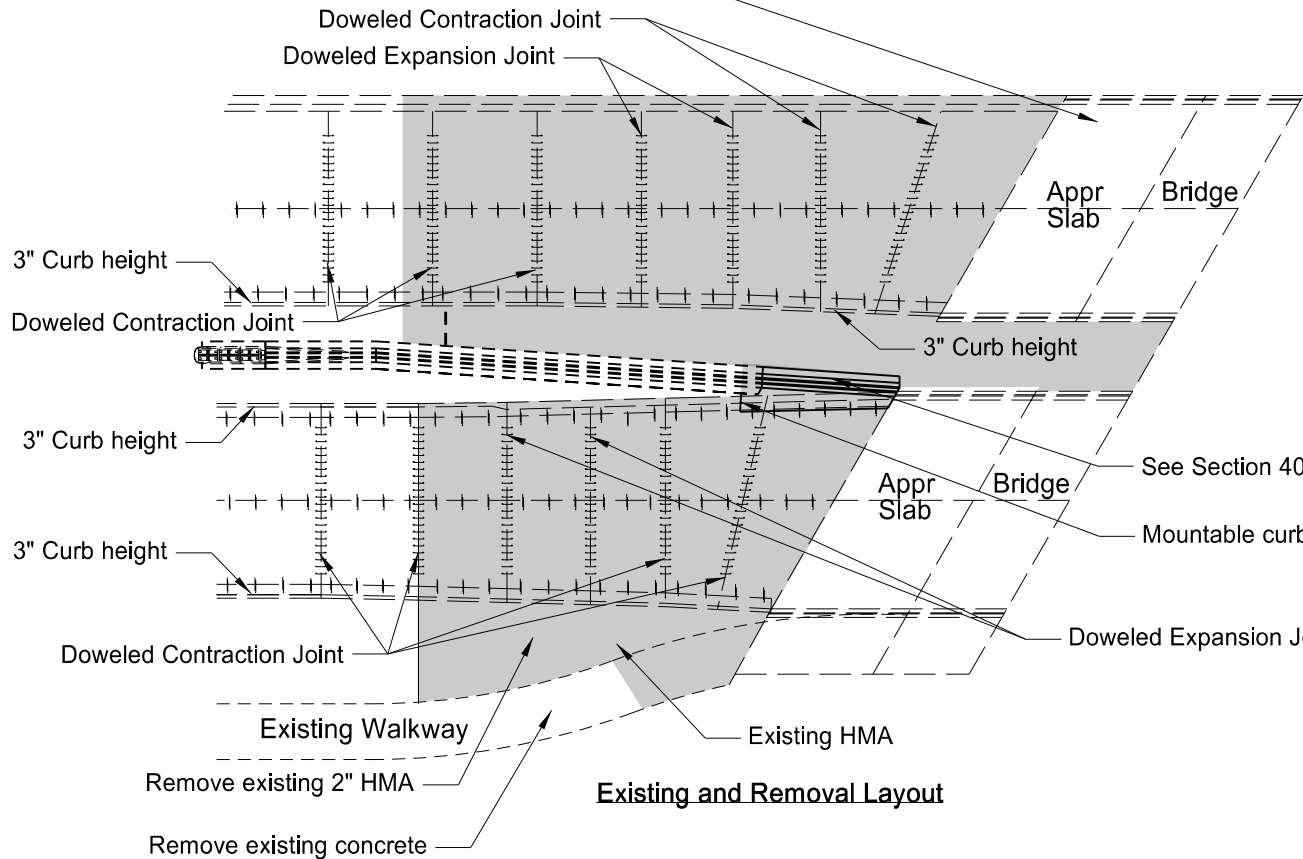 Doweled Contraction Joint
Doweled Expansion Joint
Appr
Slab
Bridge
3" Curb height
Doweled Contraction Joint
3" Curb height
3" Curb height
See Section 40
Appr
Slab
Bridge
Mountable curb
3" Curb height
Doweled Expansion J
Doweled Contraction Joint
Existing Walkway
Existing HMA
Remove existing 2" HMA
Existing and Removal Layout
Remove existing concrete